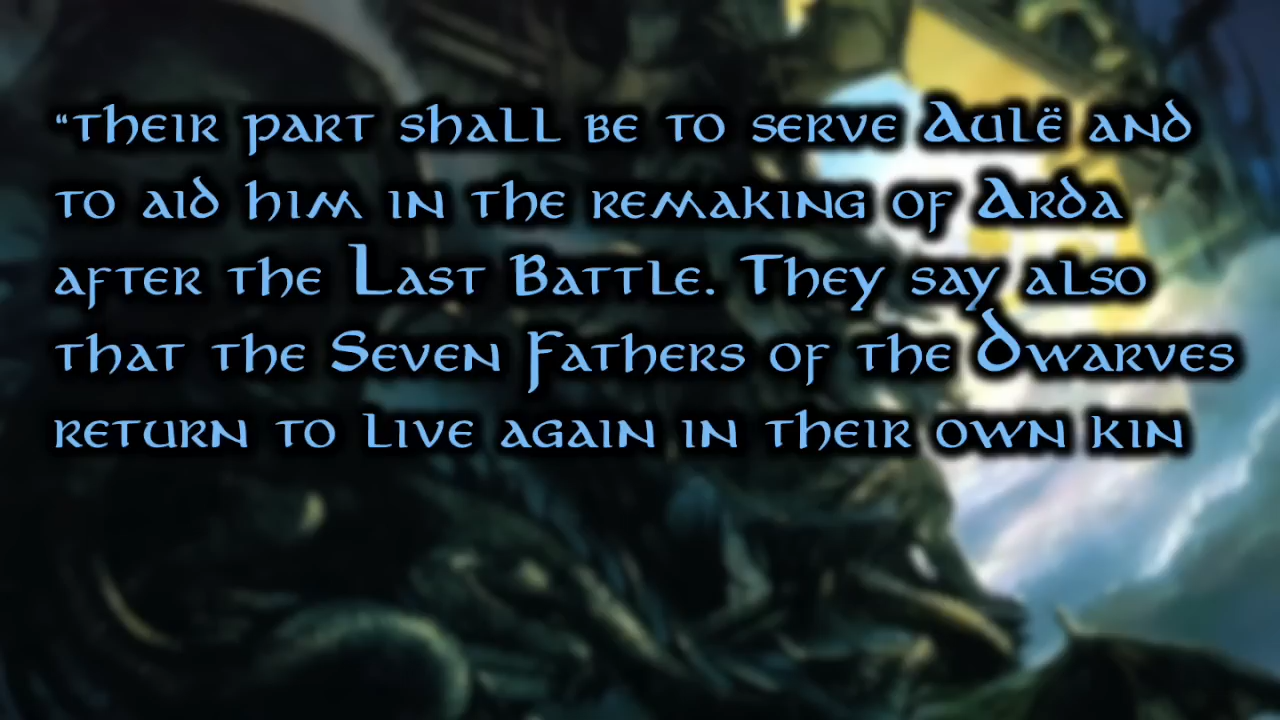 “Their part shall be to serve Aulë and
to aid him in the remaking of Arda
after the Last Battle. They say also
that the Seven Fathers of the Dwarves
return to live again in their own kin